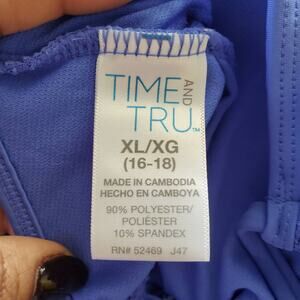 TIME AND
TRU™
XL/XG
(16-18)
MADE IN CAMBODIA
HECHO EN CAMBOYA
90% POLYESTER/
POLIÉSTER
10% SPANDEX
RN# 52469 J47